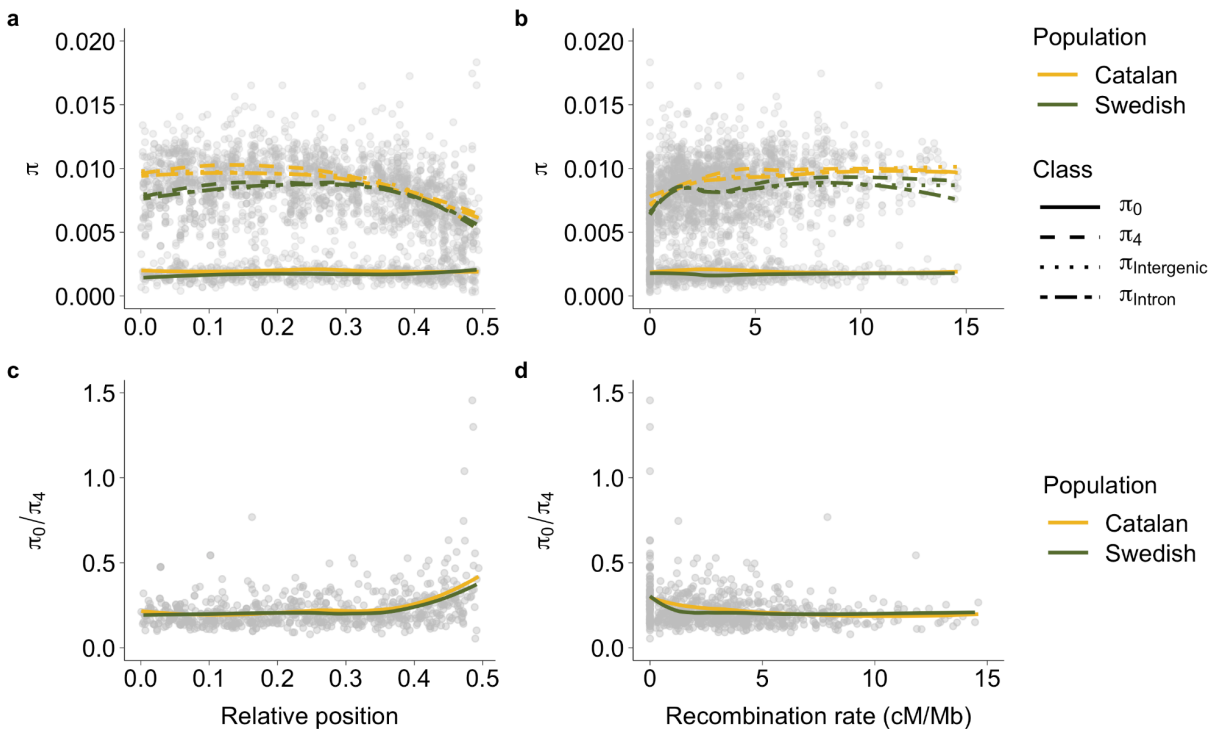 a
b
0.020
0.015
0.010
0.005
0.000
π
0.0 0.1 0.2 0.3 0.4 0.5
0.020
0.015
0.010
0.005
0.000
π
0 5 10 15
Population
Catalan
Swedish
Class
π0
π4
πIntergenic
πIntron
c
d
1.5
1.0
0.5
0.0
π0/π4
0.0 0.1 0.2 0.3 0.4 0.5
Relative position
1.5
1.0
0.5
0.0
π0/π4
0 5 10 15
Recombination rate (cM/Mb)
Population
Catalan
Swedish